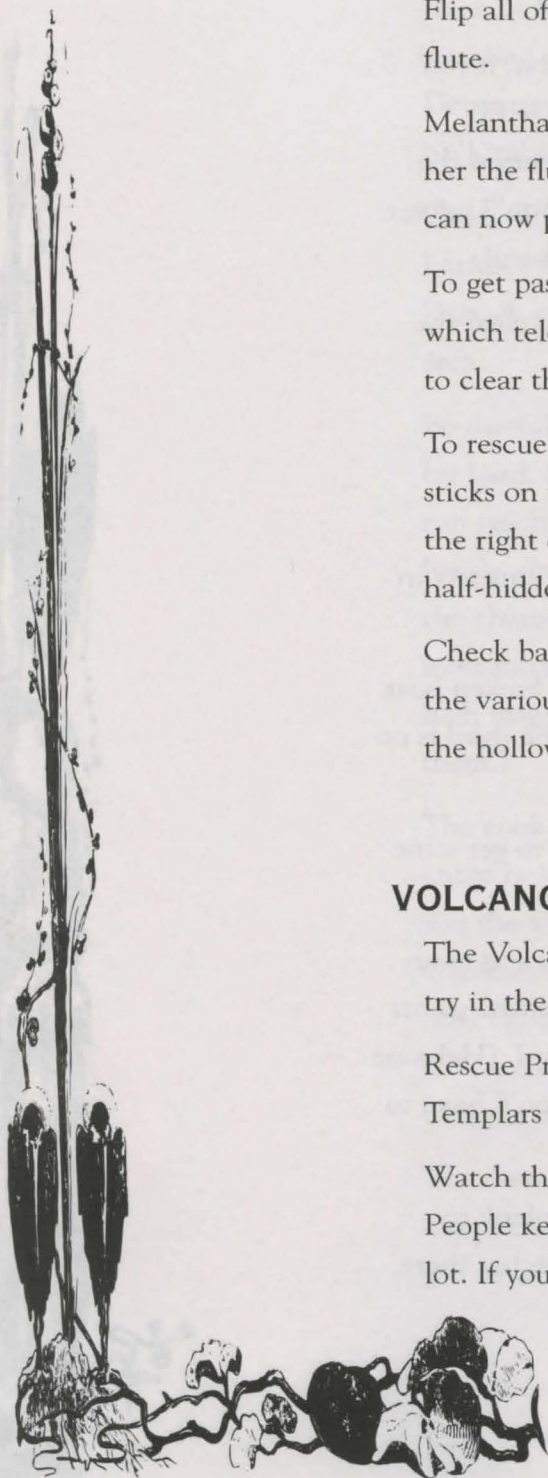 Flip all of
flute.
Melantha
her the flu
can now p
To get pas
which tele
to clear th
To rescue
sticks on
the right
half-hidde
Check ba
the variou
the hollow
VOLCANO
The Volca
try in the
Rescue Pr
Templars
Watch th
People ke
lot. If you